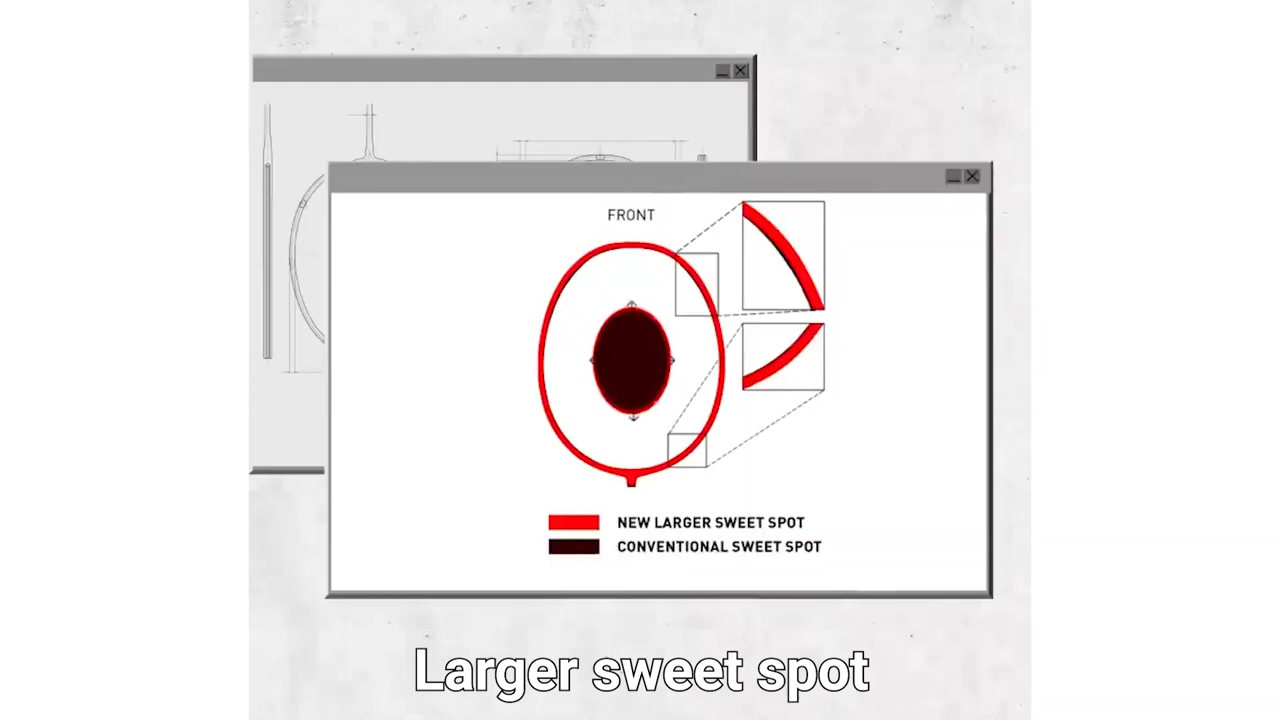 FRONT
NEW LARGER SWEET SPOT
CONVENTIONAL SWEET SPOT
Larger sweet spot